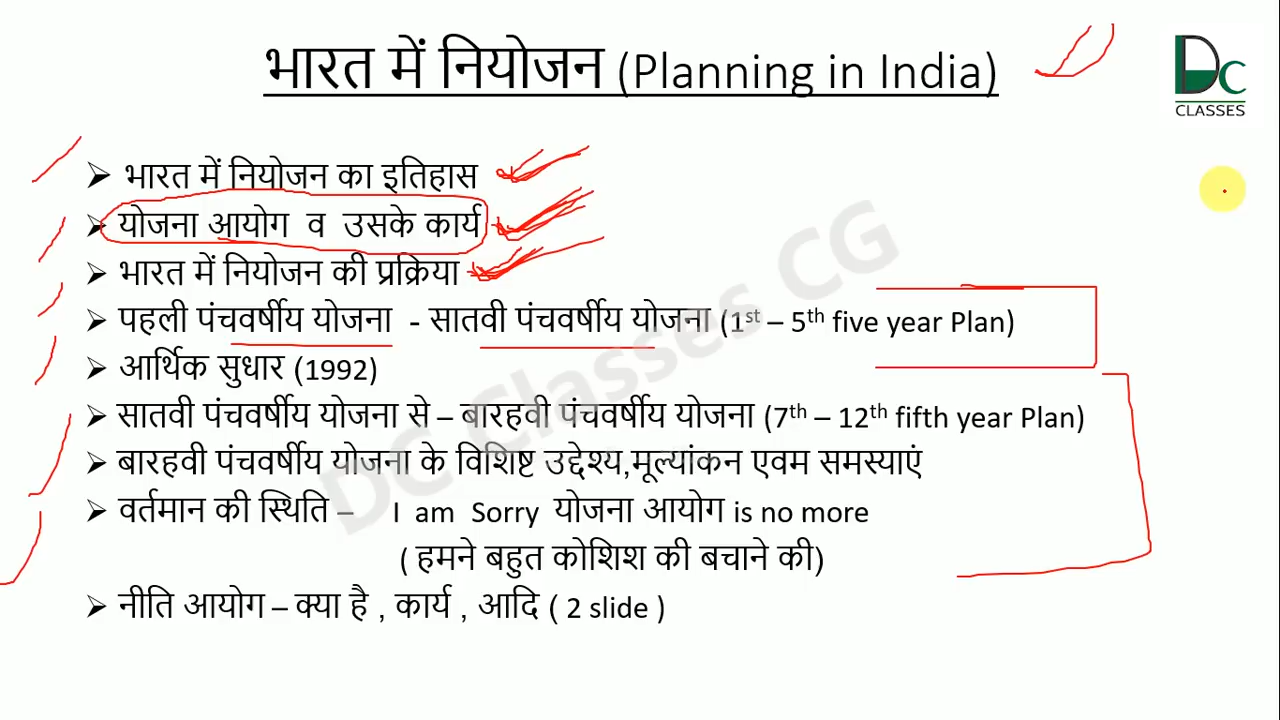 भारत में नियोजन (Planning in India)
DC
CLASSES
➢ भारत में नियोजन का इतिहास
➢ योजना आयोग व उसके कार्य
➢ भारत में नियोजन की प्रक्रिया
➢ पहली पंचवर्षीय योजना - सातवी पंचवर्षीय योजना (1st – 5th five year Plan)
➢ आर्थिक सुधार (1992)
➢ सातवी पंचवर्षीय योजना से – बारहवी पंचवर्षीय योजना (7th – 12th fifth year Plan)
➢ बारहवी पंचवर्षीय योजना के विशिष्ट उद्देश्य,मूल्यांकन एवम समस्याएं
➢ वर्तमान की स्थिति – I am Sorry योजना आयोग is no more
( हमने बहुत कोशिश की बचाने की)
➢ नीति आयोग – क्या है , कार्य , आदि ( 2 slide )
DC Classes CG